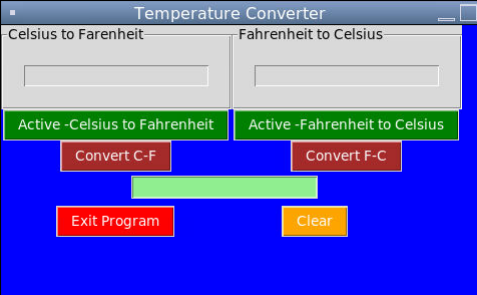 Temperature Converter
Celsius to Farenheit
Fahrenheit to Celsius
Active -Celsius to Fahrenheit
Active -Fahrenheit to Celsius
Convert C-F
Convert F-C
Exit Program
Clear